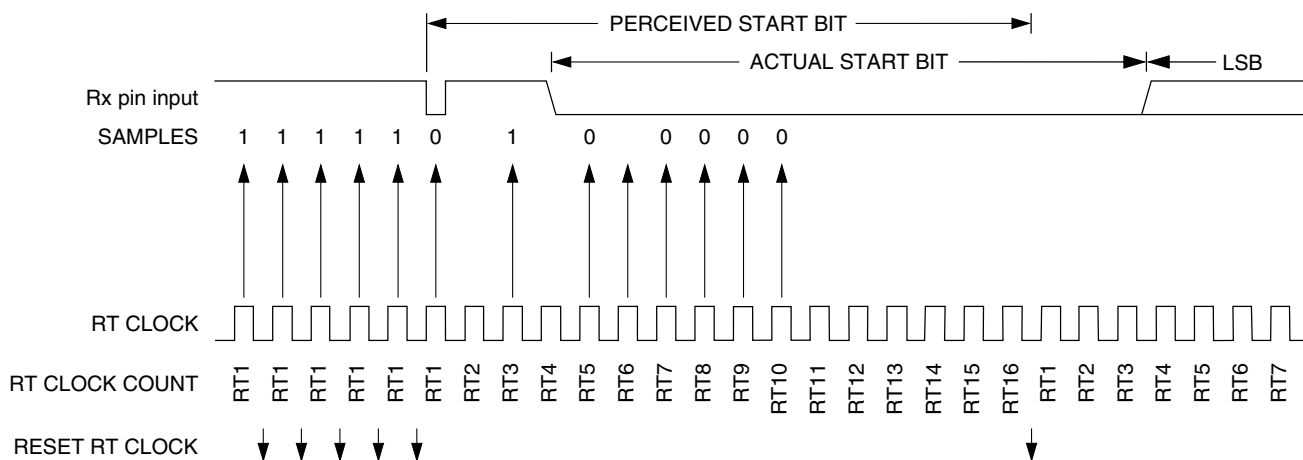 PERCEIVED START BIT
ACTUAL START BIT LSB
Rx pin input
SAMPLES 1 1 1 1 1 0 1 0 0 0 0 0
RT CLOCK
RT CLOCK COUNT RT1 RT1 RT1 RT1 RT1 RT1 RT2 RT3 RT4 RT5 RT6 RT7 RT8 RT9 RT10 RT11 RT12 RT13 RT14 RT15 RT16 RT1 RT2 RT3 RT4 RT5 RT6 RT7
RESET RT CLOCK